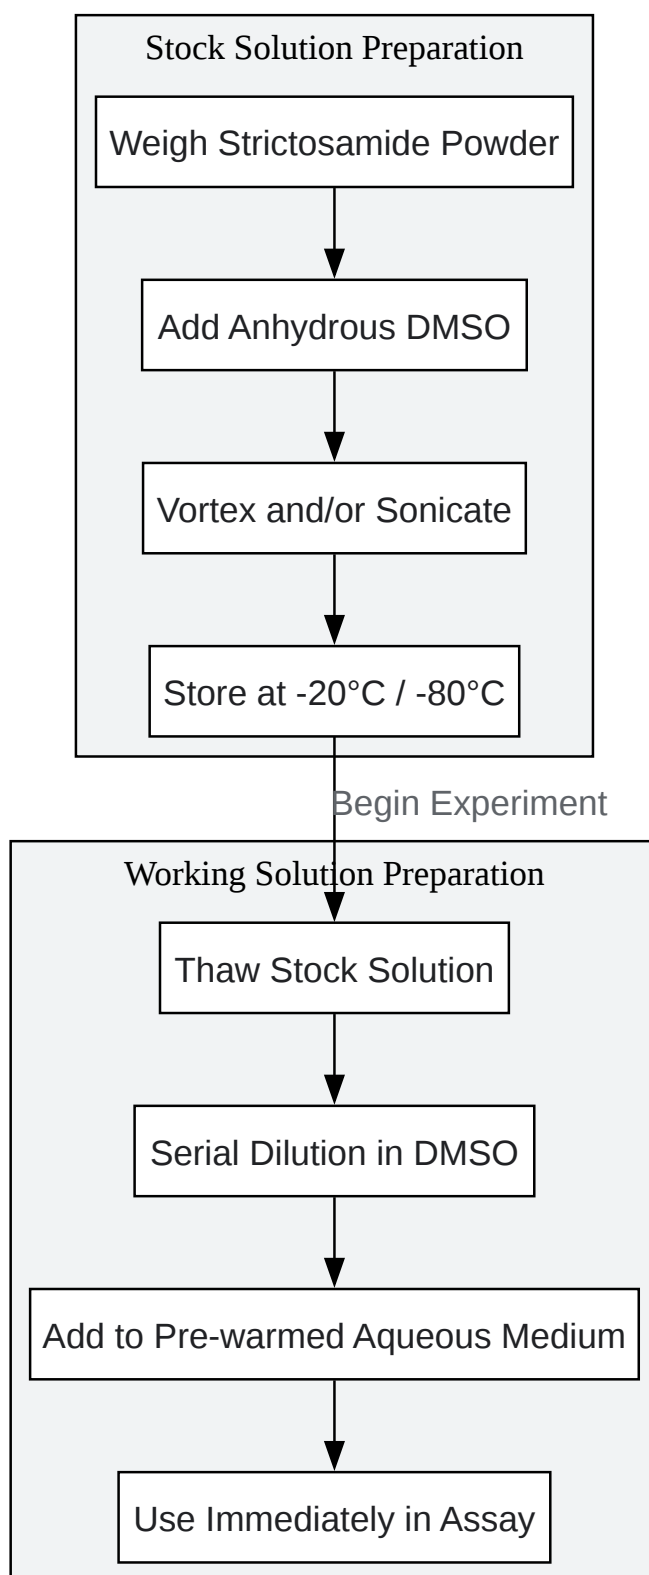 Stock Solution Preparation
Weigh Strictosamide Powder
Add Anhydrous DMSO
Vortex and/or Sonicate
Store at -20°C / -80°C
Begin Experiment
Working Solution Preparation
Thaw Stock Solution
Serial Dilution in DMSO
Add to Pre-warmed Aqueous Medium
Use Immediately in Assay